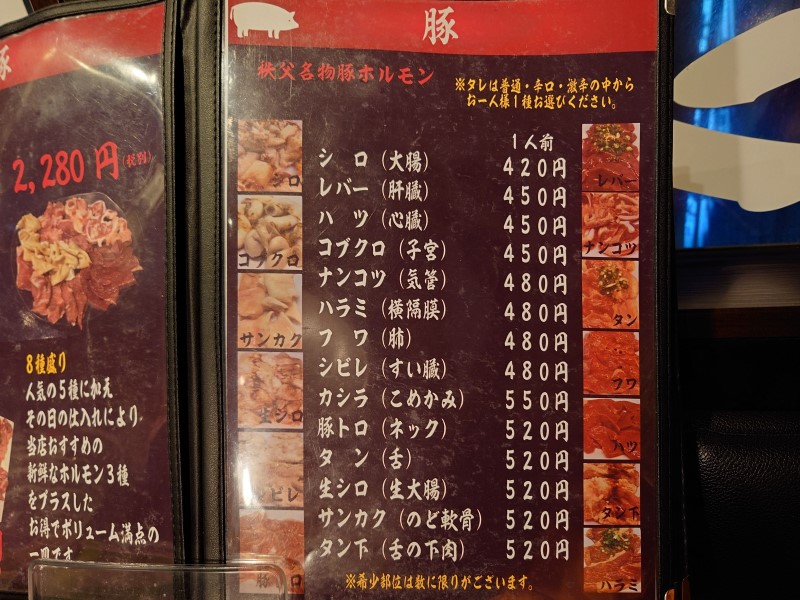 豚
2,280円(税別)
8種盛り
人気の5種に加え
その日の仕入れにより
当店おすすめの
新鮮なホルモン3種
をプラスした
お得でボリューム満点の
一皿です
豚
秩父名物豚ホルモン
※タレは普通・辛口・激辛の中から
お一人様1種お選びください。
1人前
シロ(大腸) 420円
レバー(肝臓) 450円
ハツ(心臓) 450円
コブクロ(子宮) 450円
ナンコツ(気管) 480円
ハラミ(横隔膜) 480円
フワ(肺) 480円
シビレ(すい臓) 480円
カシラ(こめかみ) 550円
豚トロ(ネック) 520円
タン(舌) 520円
生シロ(生大腸) 520円
サンカク(のど軟骨) 520円
タン下(舌の下肉) 520円
※希少部位は数に限りがございます。
シロ
コブクロ
サンカク
生シロ
シビレ
豚トロ
レバー
ナンコツ
タン
フワ
ハツ
タン下
ハラミ